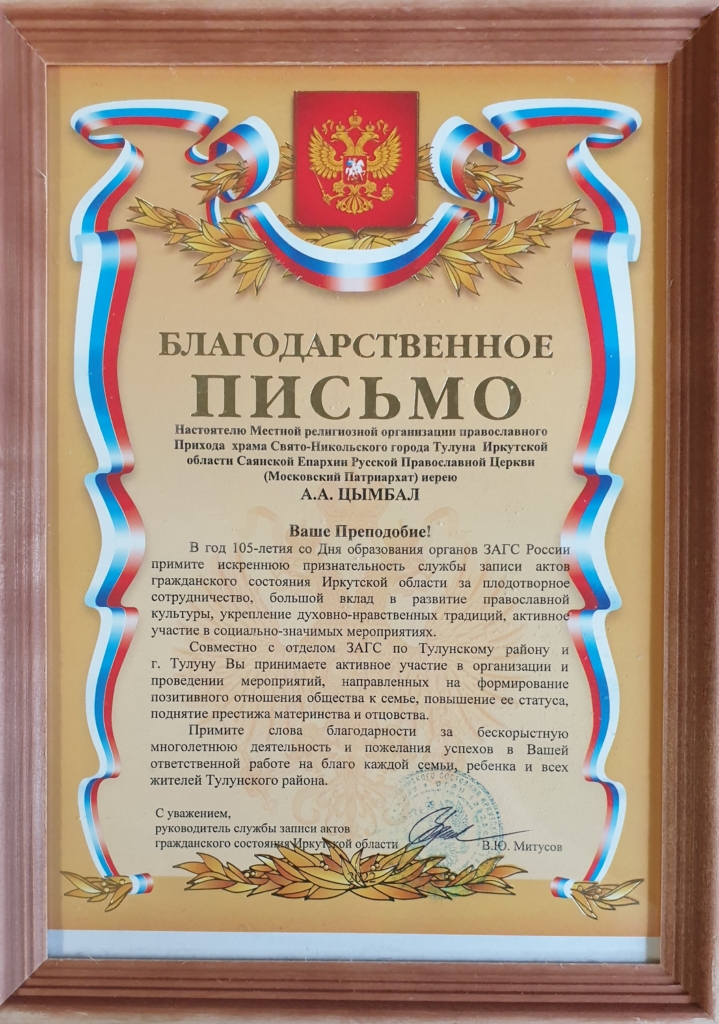 БЛАГОДАРСТВЕННОЕ
ПИСЬМО
Настоятелю Местной религиозной организации православного
Прихода храма Свято-Никольского города Тулуна Иркутской
области Саянской Епархии Русской Православной Церкви
(Московский Патриархат) иерею
А.А. ЦЫМБАЛ
Ваше Преподобие!
В год 105-летия со Дня образования органов ЗАГС России
примите искреннюю признательность службы записи актов
гражданского состояния Иркутской области за плодотворное
сотрудничество, большой вклад в развитие православной
культуры, укрепление духовно-нравственных традиций, активное
участие в социально-значимых мероприятиях.
Совместно с отделом ЗАГС по Тулунскому району и
г. Тулуну Вы принимаете активное участие в организации и
проведении мероприятий, направленных на формирование
позитивного отношения общества к семье, повышение ее статуса,
поднятие престижа материнства и отцовства.
Примите слова благодарности за бескорыстную
многолетнюю деятельность и пожелания успехов в Вашей
ответственной работе на благо каждой семьи, ребенка и всех
жителей Тулунского района.
С уважением,
руководитель службы записи актов
гражданского состояния Иркутской области В.Ю. Митусов